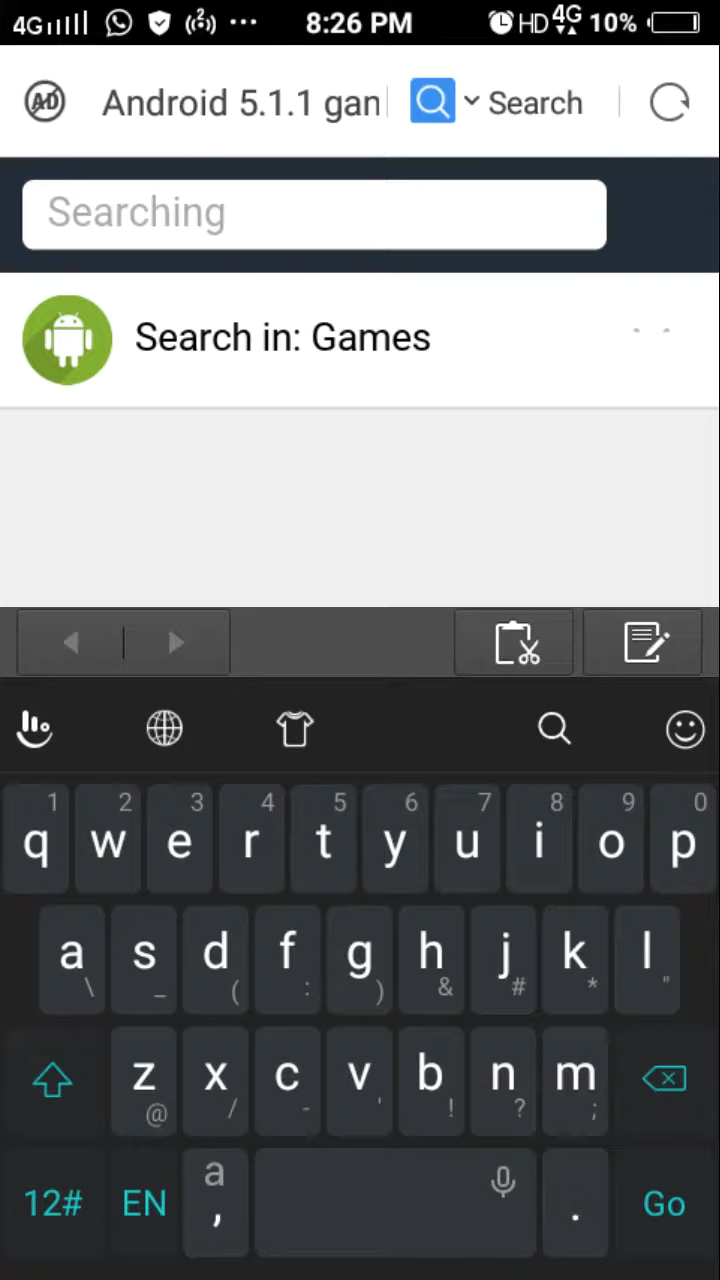 4G 2 ... 8:26 PM HD 4G 10%
AD Android 5.1.1 gan Search
Searching
Search in: Games
1 2 3 4 5 6 7 8 9 0
q w e r t y u i o p
a s d f g h j k l
\ _ ( : ) & # * "
z x c v b n m
@ / - ' ! ? ;
12# EN a , . Go